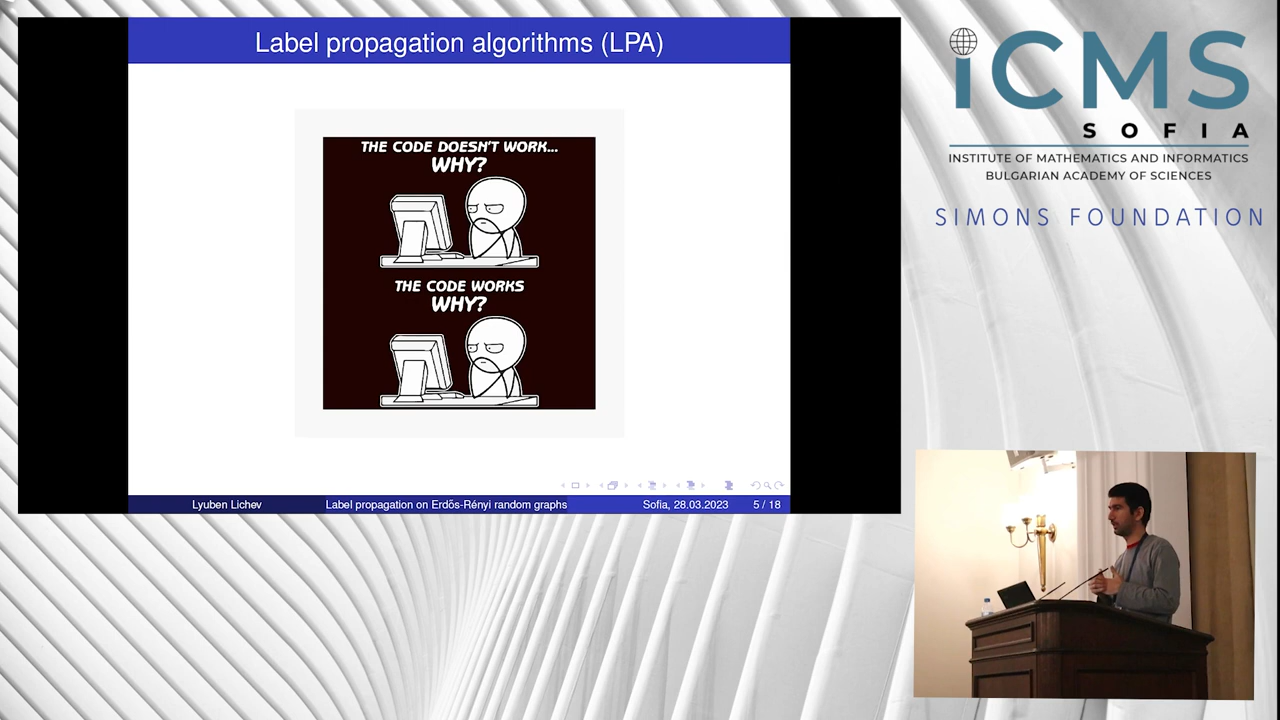 Label propagation algorithms (LPA)
THE CODE DOESN'T WORK...
WHY?
THE CODE WORKS
WHY?
Lyuben Lichev Label propagation on Erdős-Rényi random graphs Sofia, 28.03.2023 5 / 18
iCMS
SOFIA
INSTITUTE OF MATHEMATICS AND INFORMATICS
BULGARIAN ACADEMY OF SCIENCES
SIMONS FOUNDATION